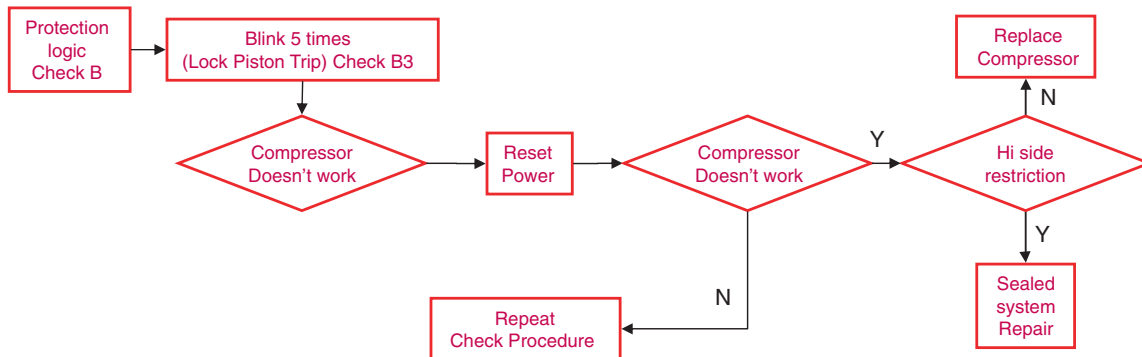 Protection
logic
Check B
Blink 5 times
(Lock Piston Trip) Check B3
Compressor
Doesn't work
Reset
Power
Compressor
Doesn't work
Y
N
Hi side
restriction
N
Replace
Compressor
Y
Sealed
system
Repair
Repeat
Check Procedure